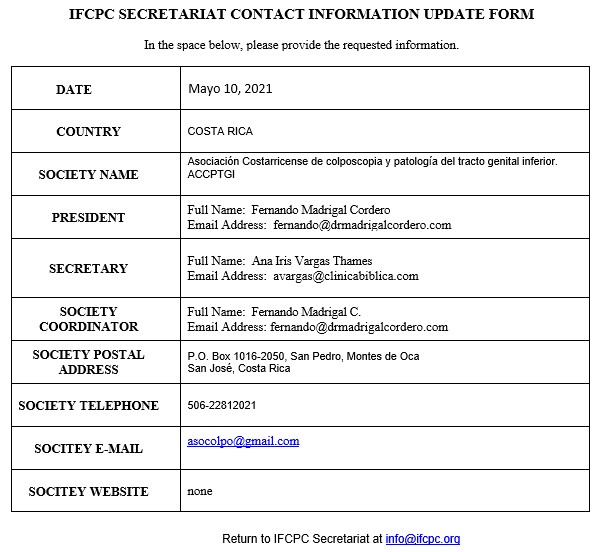 IFCPC SECRETARIAT CONTACT INFORMATION UPDATE FORM
In the space below, please provide the requested information.
DATE
Mayo 10, 2021
COUNTRY
COSTA RICA
SOCIETY NAME
Asociación Costarricense de colposcopia y patología del tracto genital inferior.
ACCPTGI
PRESIDENT
Full Name: Fernando Madrigal Cordero
Email Address: fernando@drmadrigalcordero.com
SECRETARY
Full Name: Ana Iris Vargas Thames
Email Address: avargas@clinicabiblica.com
SOCIETY
COORDINATOR
Full Name: Fernando Madrigal C.
Email Address: fernando@drmadrigalcordero.com
SOCIETY POSTAL
ADDRESS
P.O. Box 1016-2050, San Pedro, Montes de Oca
San José, Costa Rica
SOCIETY TELEPHONE
506-22812021
SOCITEY E-MAIL
asocolpo@gmail.com
SOCITEY WEBSITE
none
Return to IFCPC Secretariat at info@ifcpc.org